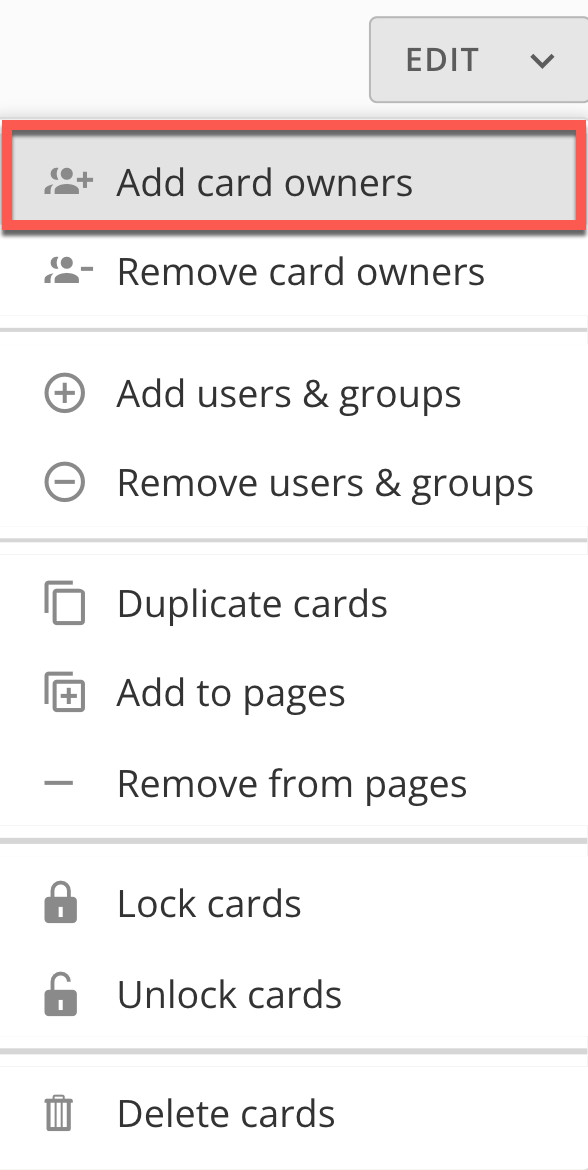 EDIT
Add card owners
Remove card owners
Add users & groups
Remove users & groups
Duplicate cards
Add to pages
Remove from pages
Lock cards
Unlock cards
Delete cards